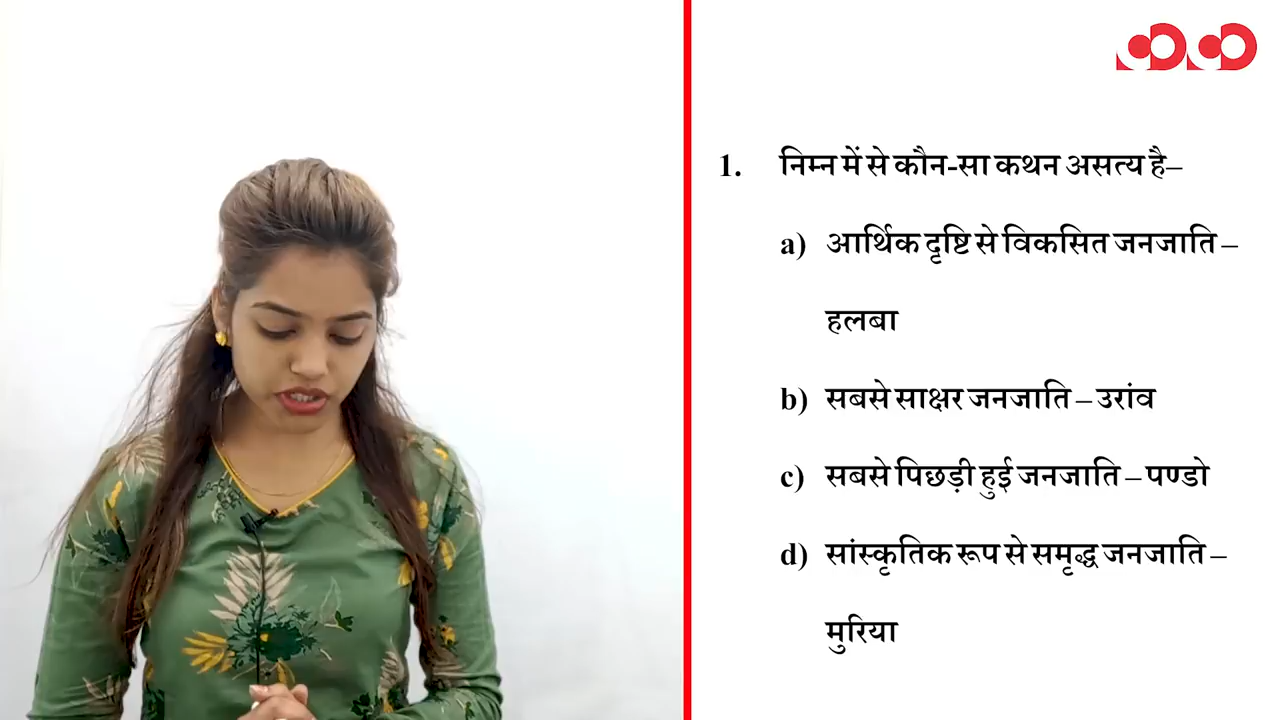 1. निम्न में से कौन-सा कथन असत्य है–
a) आर्थिक दृष्टि से विकसित जनजाति –
हलबा
b) सबसे साक्षर जनजाति – उरांव
c) सबसे पिछड़ी हुई जनजाति – पण्डो
d) सांस्कृतिक रूप से समृद्ध जनजाति –
मुरिया